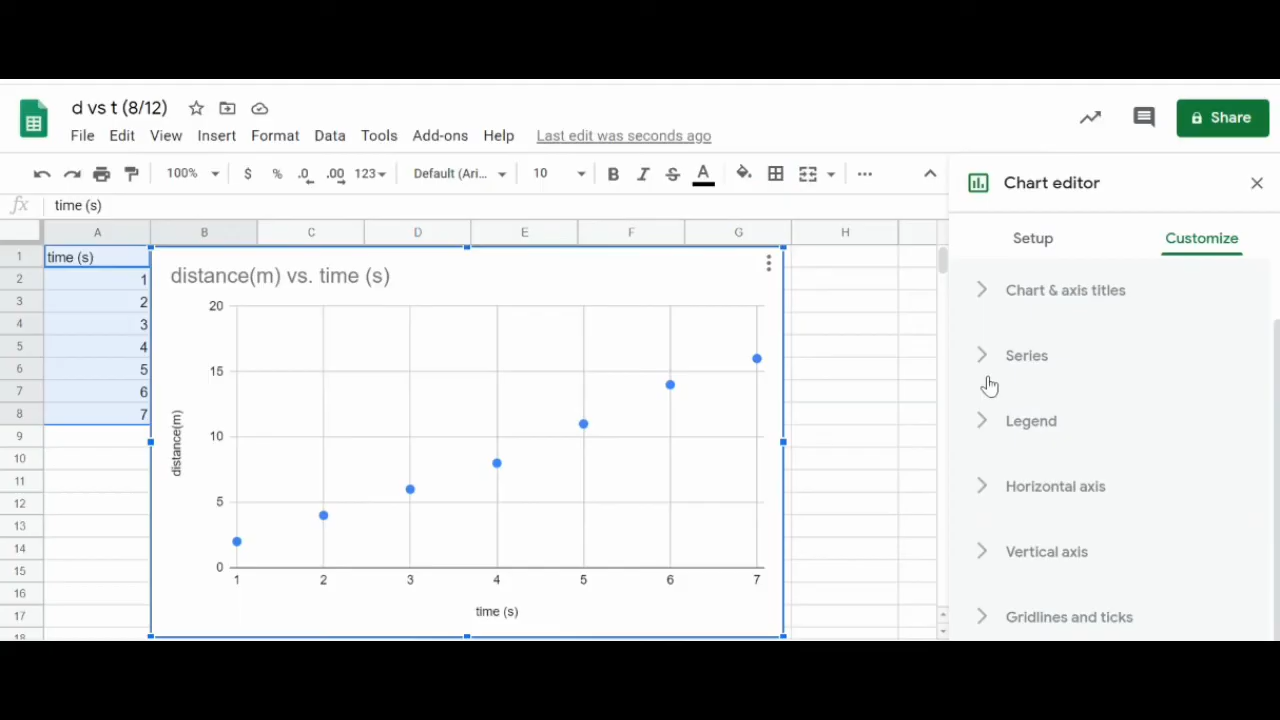 d vs t (8/12)
File Edit View Insert Format Data Tools Add-ons Help Last edit was seconds ago
Share
100% $ % .0 .00 123 Default (Ari... 10 B I S A
fx time (s)
A B C D E F G H
1 time (s)
2 1
3 2
4 3
5 4
6 5
7 6
8 7
9
10
11
12
13
14
15
16
17
18
distance(m) vs. time (s)
20
15
10
5
0
distance(m)
1 2 3 4 5 6 7
time (s)
Chart editor
Setup Customize
Chart & axis titles
Series
Legend
Horizontal axis
Vertical axis
Gridlines and ticks